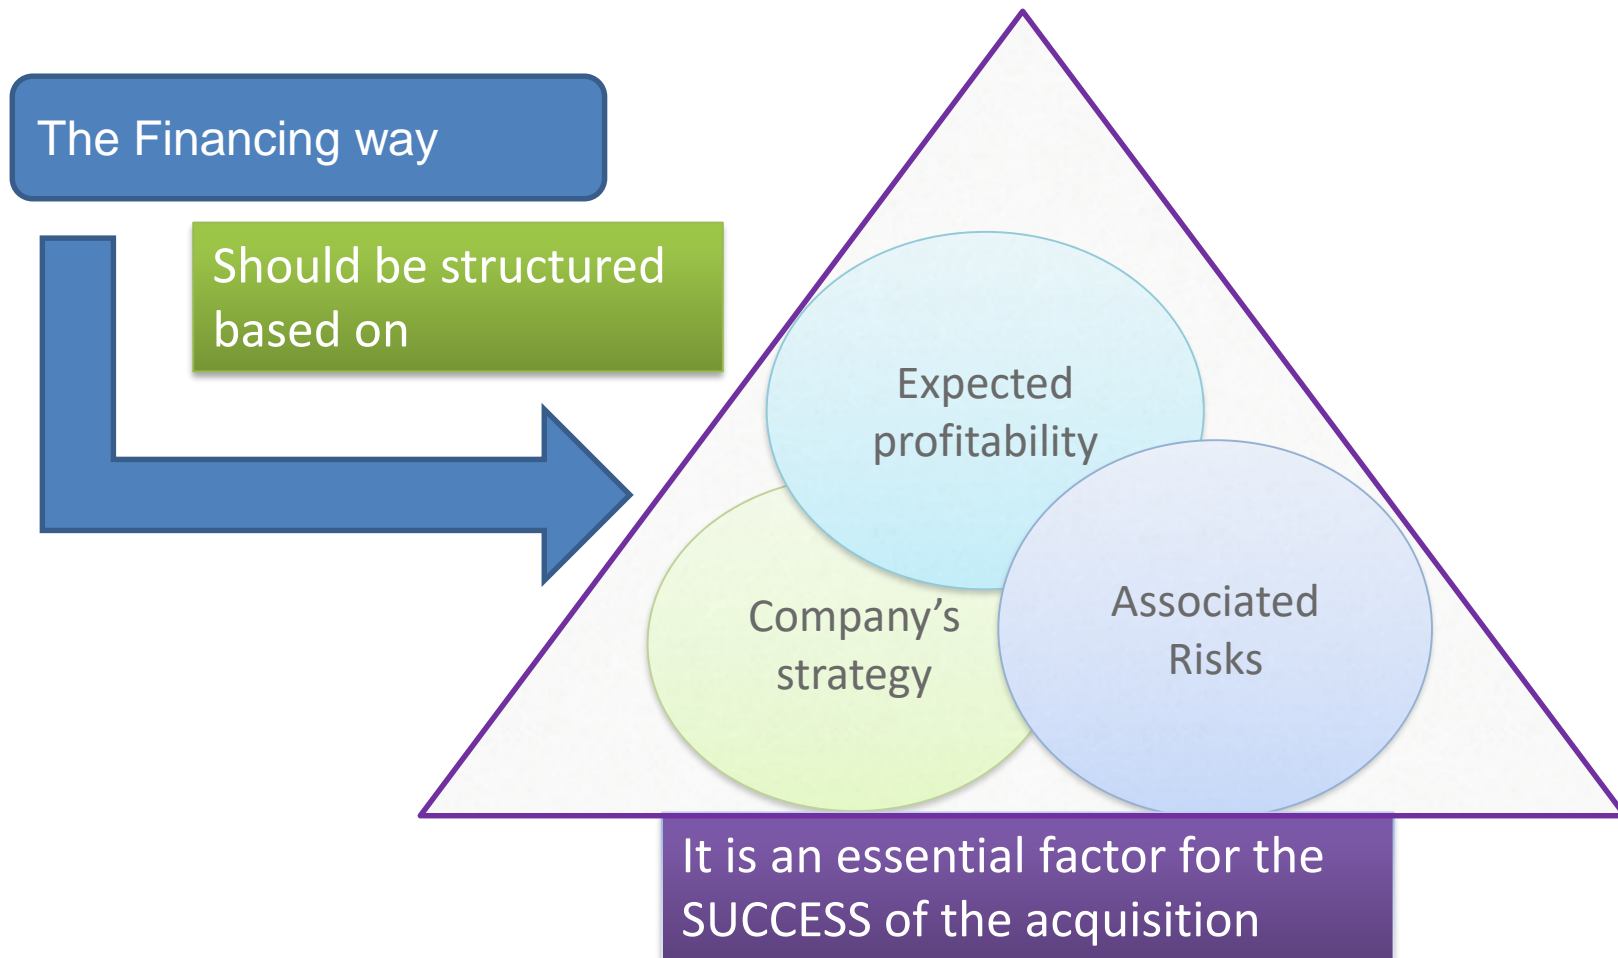 The Financing way
Should be structured
based on
Expected
profitability
Company’s
strategy
Associated
Risks
It is an essential factor for the
SUCCESS of the acquisition